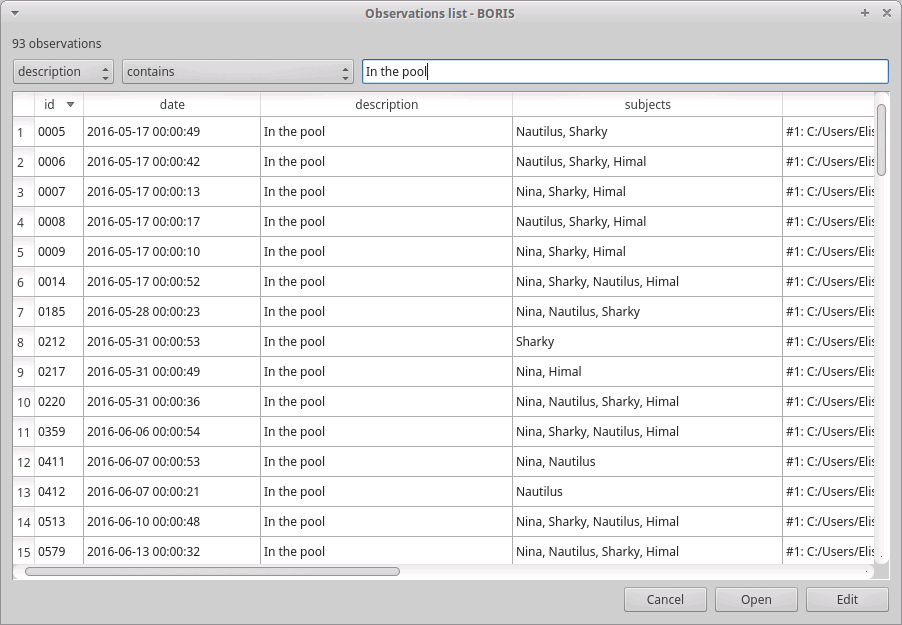 Observations list - BORIS
93 observations
description contains In the pool
id date description subjects
1 0005 2016-05-17 00:00:49 In the pool Nautilus, Sharky #1: C:/Users/Elis
2 0006 2016-05-17 00:00:42 In the pool Nautilus, Sharky, Himal #1: C:/Users/Elis
3 0007 2016-05-17 00:00:13 In the pool Nina, Sharky, Himal #1: C:/Users/Elis
4 0008 2016-05-17 00:00:17 In the pool Nautilus, Sharky, Himal #1: C:/Users/Elis
5 0009 2016-05-17 00:00:10 In the pool Nina, Sharky, Himal #1: C:/Users/Elis
6 0014 2016-05-17 00:00:52 In the pool Nina, Sharky, Nautilus, Himal #1: C:/Users/Elis
7 0185 2016-05-28 00:00:23 In the pool Nina, Nautilus, Sharky #1: C:/Users/Elis
8 0212 2016-05-31 00:00:53 In the pool Sharky #1: C:/Users/Elis
9 0217 2016-05-31 00:00:49 In the pool Nina, Himal #1: C:/Users/Elis
10 0220 2016-05-31 00:00:36 In the pool Nina, Nautilus, Sharky, Himal #1: C:/Users/Elis
11 0359 2016-06-06 00:00:54 In the pool Nina, Sharky, Nautilus, Himal #1: C:/Users/Elis
12 0411 2016-06-07 00:00:53 In the pool Nina, Nautilus #1: C:/Users/Elis
13 0412 2016-06-07 00:00:21 In the pool Nautilus #1: C:/Users/Elis
14 0513 2016-06-10 00:00:48 In the pool Nina, Sharky, Nautilus, Himal #1: C:/Users/Elis
15 0579 2016-06-13 00:00:32 In the pool Nina, Nautilus, Sharky, Himal #1: C:/Users/Elis
Cancel Open Edit